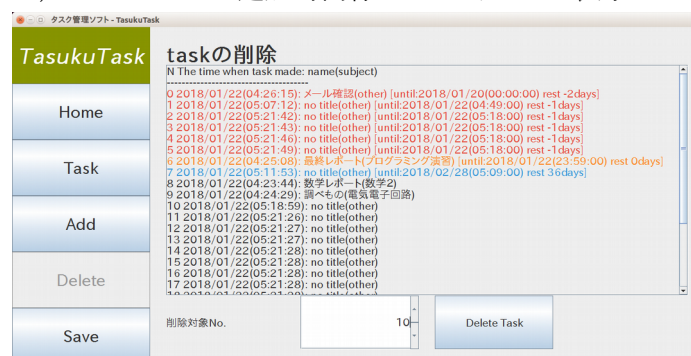 タスク管理ソフト - TasukuTask
TasukuTask
Home
Task
Add
Delete
Save
taskの削除
N The time when task made: name(subject)
--------------------------------------
0 2018/01/22(04:26:15): メール確認(other) [until:2018/01/20(00:00:00) rest -2days]
1 2018/01/22(05:07:12): no title(other) [until:2018/01/22(04:49:00) rest -1days]
2 2018/01/22(05:21:42): no title(other) [until:2018/01/22(05:18:00) rest -1days]
3 2018/01/22(05:21:43): no title(other) [until:2018/01/22(05:18:00) rest -1days]
4 2018/01/22(05:21:46): no title(other) [until:2018/01/22(05:18:00) rest -1days]
5 2018/01/22(05:21:49): no title(other) [until:2018/01/22(05:18:00) rest -1days]
6 2018/01/22(04:25:08): 最終レポート(プログラミング演習) [until:2018/01/22(23:59:00) rest 0days]
7 2018/01/22(05:11:53): no title(other) [until:2018/02/28(05:09:00) rest 36days]
8 2018/01/22(04:23:44): 数学レポート(数学2)
9 2018/01/22(04:24:29): 調べもの(電気電子回路)
10 2018/01/22(05:18:59): no title(other)
11 2018/01/22(05:21:26): no title(other)
12 2018/01/22(05:21:27): no title(other)
13 2018/01/22(05:21:27): no title(other)
14 2018/01/22(05:21:28): no title(other)
15 2018/01/22(05:21:28): no title(other)
16 2018/01/22(05:21:28): no title(other)
17 2018/01/22(05:21:28): no title(other)
削除対象No.
10
Delete Task